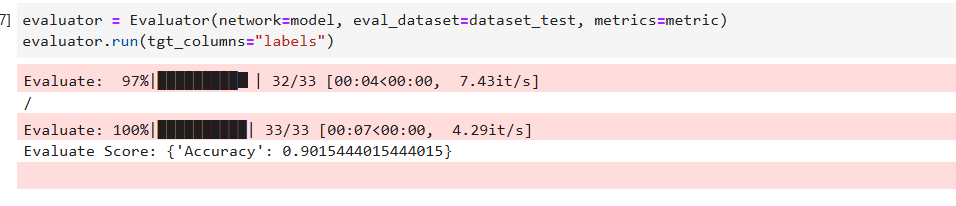 7] evaluator = Evaluator(network=model, eval_dataset=dataset_test, metrics=metric)
evaluator.run(tgt_columns="labels")
Evaluate:  97%|██████████ | 32/33 [00:04<00:00,  7.43it/s]
/
Evaluate: 100%|██████████| 33/33 [00:07<00:00,  4.29it/s]
Evaluate Score: {'Accuracy': 0.9015444015444015}